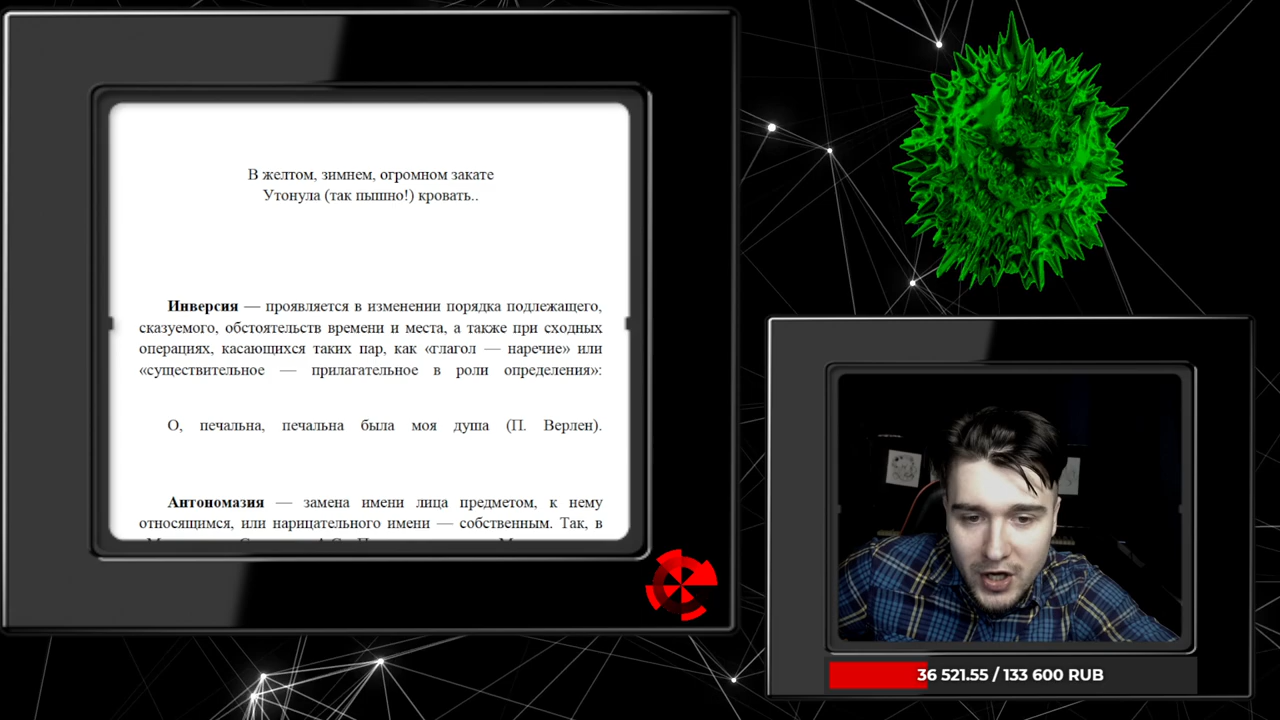 В желтом, зимнем, огромном закате
Утонула (так пышно!) кровать..
Инверсия — проявляется в изменении порядка подлежащего,
сказуемого, обстоятельств времени и места, а также при сходных
операциях, касающихся таких пар, как «глагол — наречие» или
«существительное — прилагательное в роли определения»:
О, печальна, печальна была моя душа (П. Верлен).
Антономазия — замена имени лица предметом, к нему
относящимся, или нарицательного имени — собственным. Так, в
36 521.55 / 133 600 RUB